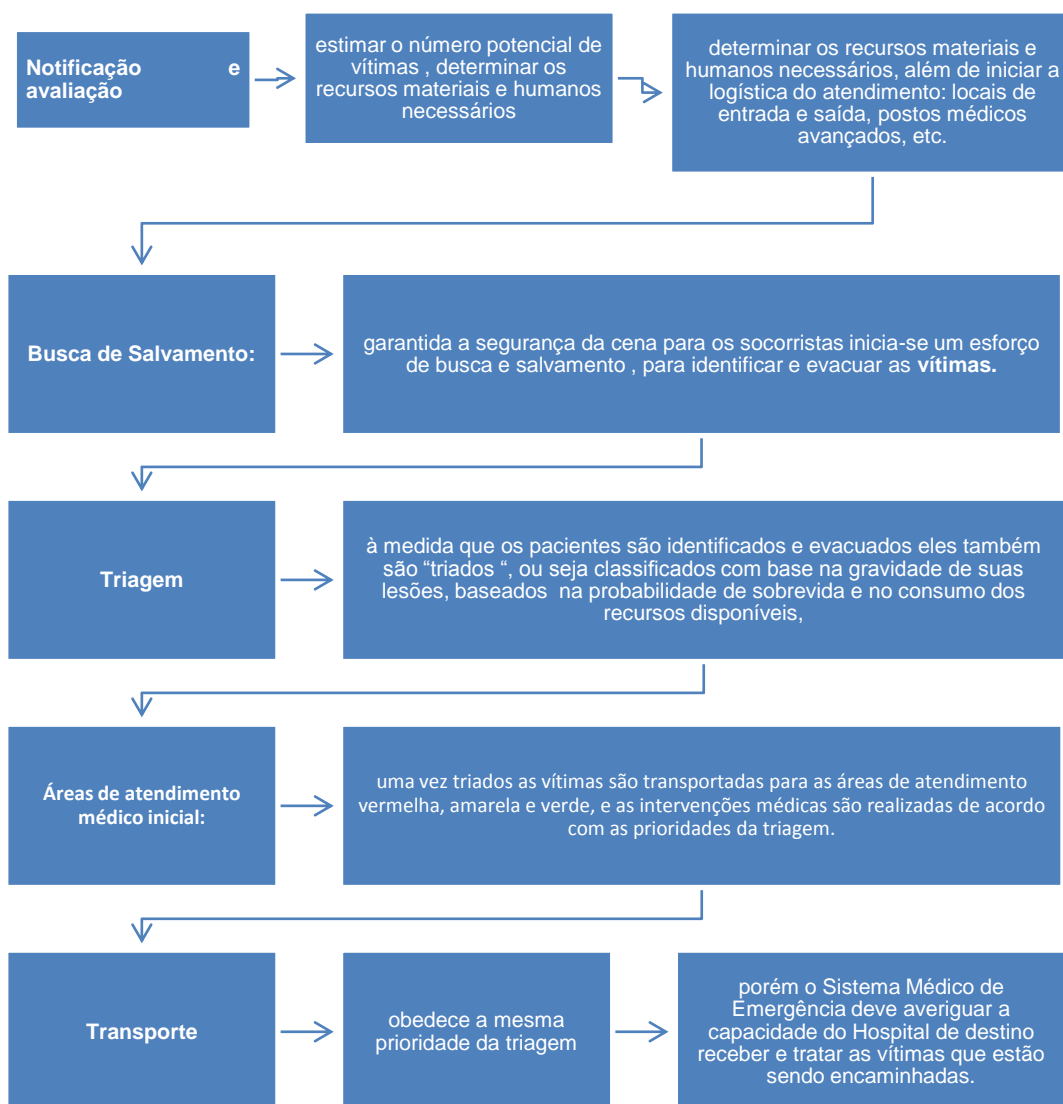 Notificação e
avaliação
estimar o número potencial de
vítimas , determinar os
recursos materiais e humanos
necessários
determinar os recursos materiais e
humanos necessários, além de iniciar a
logística do atendimento: locais de
entrada e saída, postos médicos
avançados, etc.
Busca de Salvamento:
garantida a segurança da cena para os socorristas inicia-se um esforço
de busca e salvamento , para identificar e evacuar as vítimas.
Triagem
à medida que os pacientes são identificados e evacuados eles também
são “triados “, ou seja classificados com base na gravidade de suas
lesões, baseados na probabilidade de sobrevida e no consumo dos
recursos disponíveis,
Áreas de atendimento
médico inicial:
uma vez triados as vítimas são transportadas para as áreas de atendimento
vermelha, amarela e verde, e as intervenções médicas são realizadas de acordo
com as prioridades da triagem.
Transporte
obedece a mesma
prioridade da triagem
porém o Sistema Médico de
Emergência deve averiguar a
capacidade do Hospital de destino
receber e tratar as vítimas que estão
sendo encaminhadas.